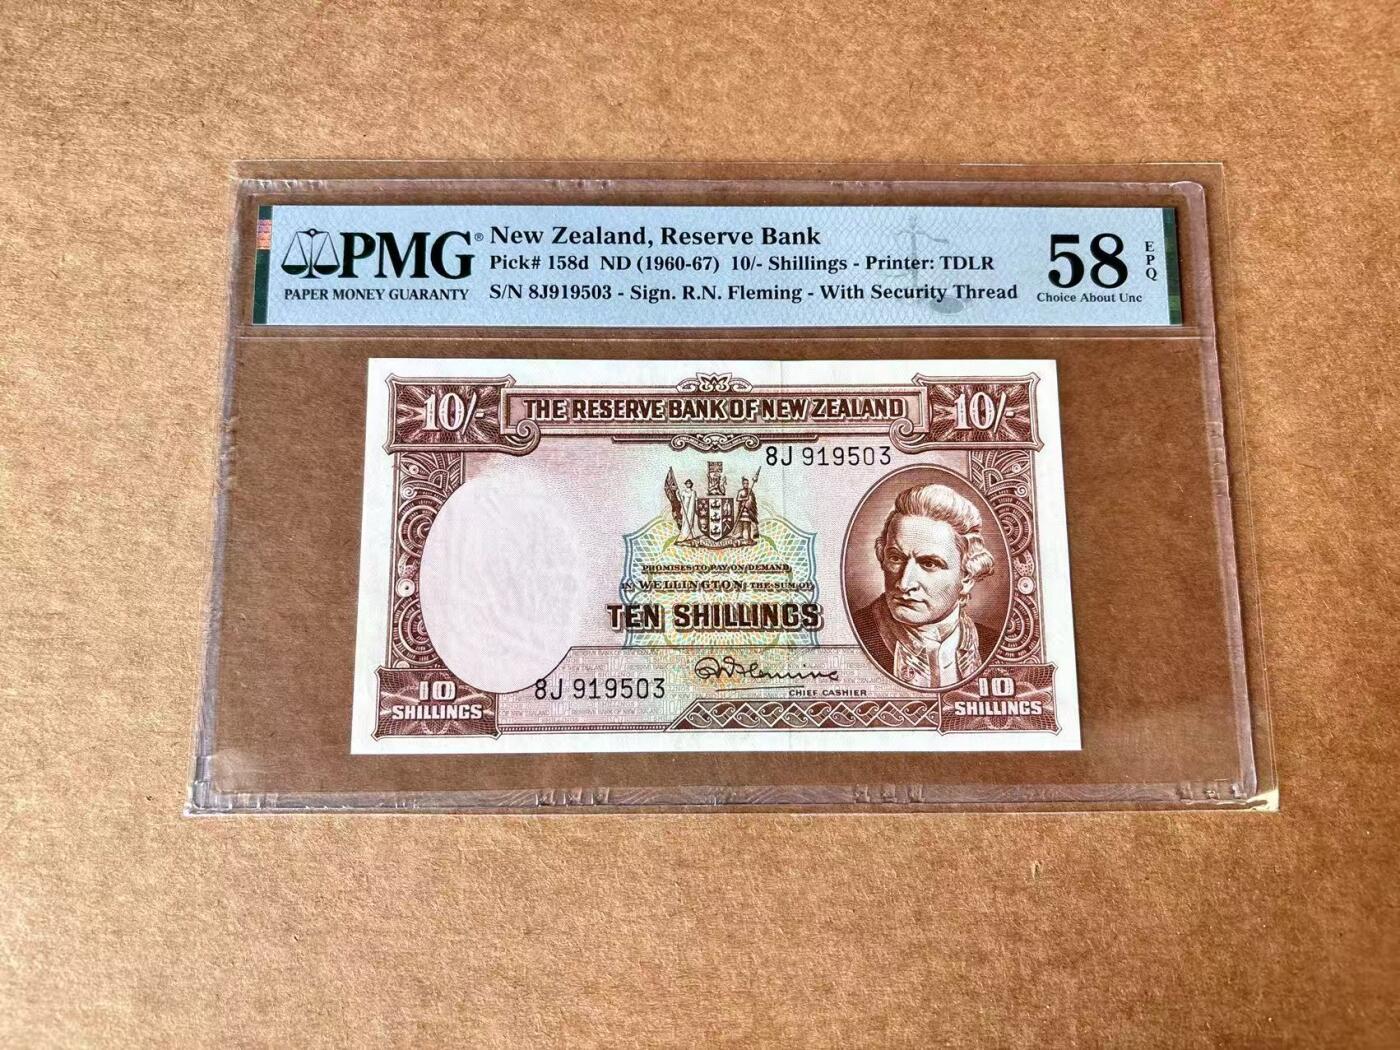 PMG®
PAPER MONEY GUARANTY
New Zealand, Reserve Bank
Pick# 158d ND (1960-67) 10/- Shillings - Printer: TDLR
S/N 8J919503 - Sign. R.N. Fleming - With Security Thread
58
EPQ
Choice About Unc
10/-
THE RESERVE BANK OF NEW ZEALAND
10/-
8J 919503
PROMISES TO PAY ON DEMAND
IN WELLINGTON THE SUM OF
TEN SHILLINGS
8J 919503
CHIEF CASHIER
10
SHILLINGS
10
SHILLINGS